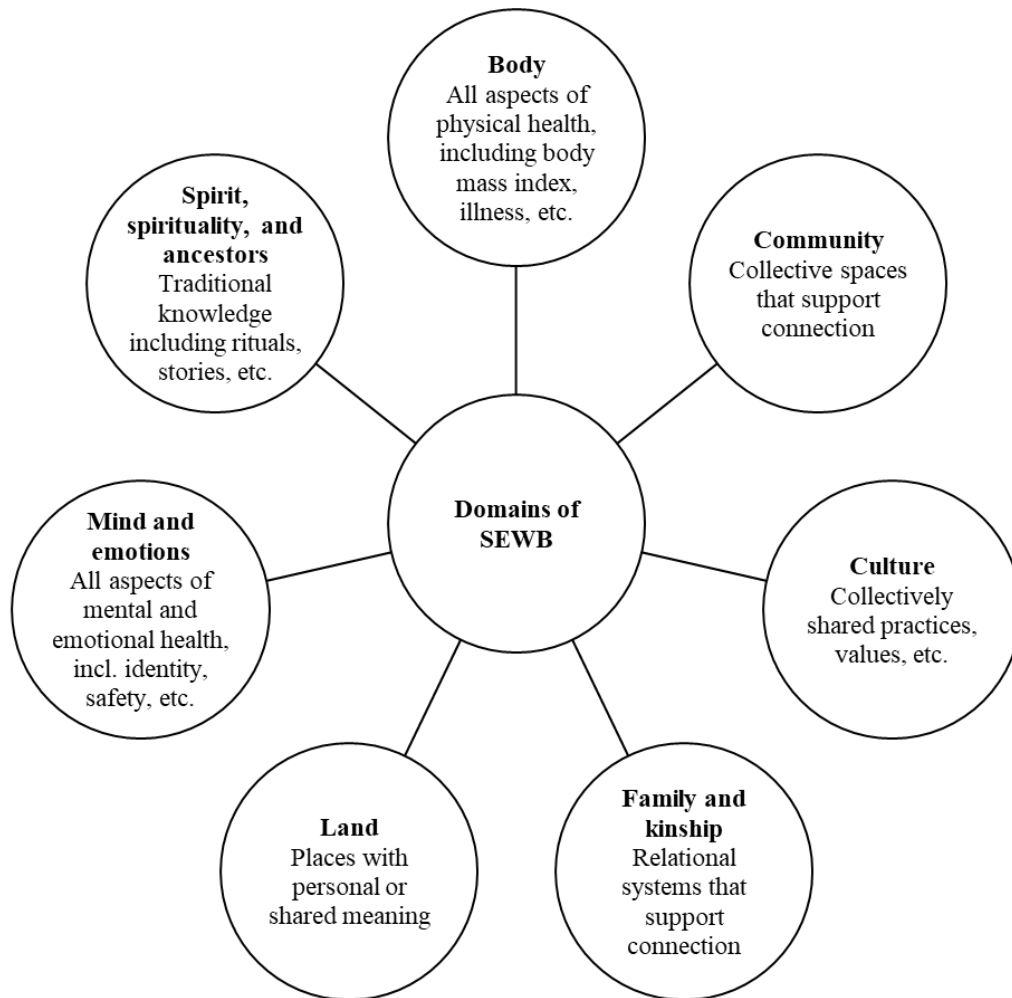 Body
All aspects of
physical health,
including body
mass index,
illness, etc.
Spirit,
spirituality, and
ancestors
Traditional
knowledge
including rituals,
stories, etc.
Community
Collective spaces
that support
connection
Domains of
SEWB
Mind and
emotions
All aspects of
mental and
emotional health,
incl. identity,
safety, etc.
Culture
Collectively
shared practices,
values, etc.
Land
Places with
personal or
shared meaning
Family and
kinship
Relational
systems that
support
connection